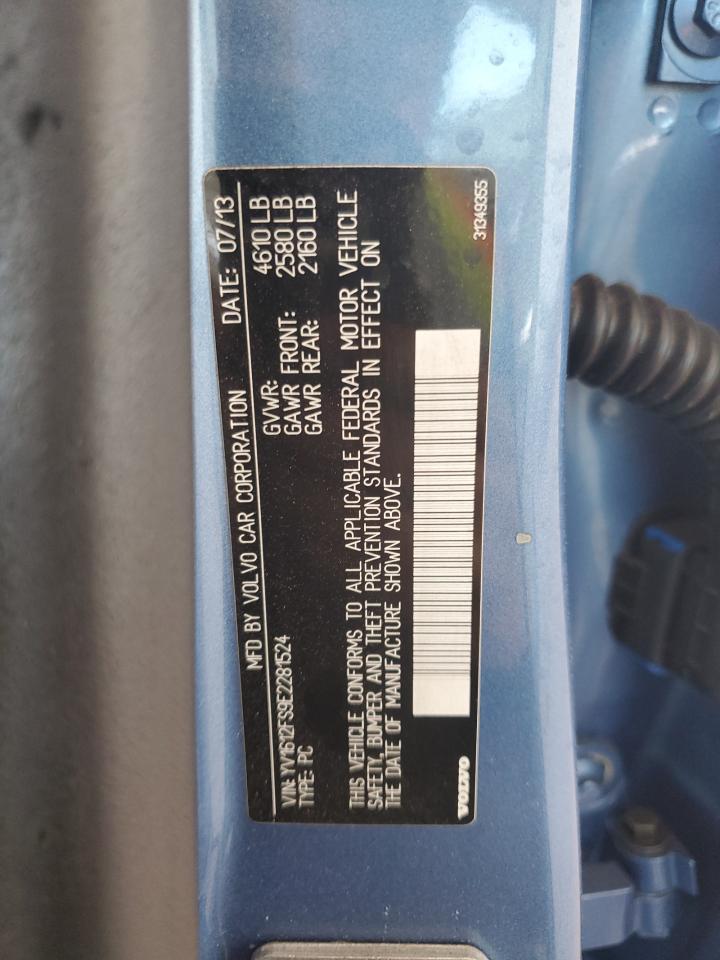 MFD BY VOLVO CAR CORPORATION DATE: 07/13
VIN: YV1612FS9E2281524 GVWR: 4610 LB
TYPE: PC GAWR FRONT: 2580 LB
GAWR REAR: 2160 LB
THIS VEHICLE CONFORMS TO ALL APPLICABLE FEDERAL MOTOR VEHICLE
SAFETY, BUMPER AND THEFT PREVENTION STANDARDS IN EFFECT ON
THE DATE OF MANUFACTURE SHOWN ABOVE.
VOLVO 31349355